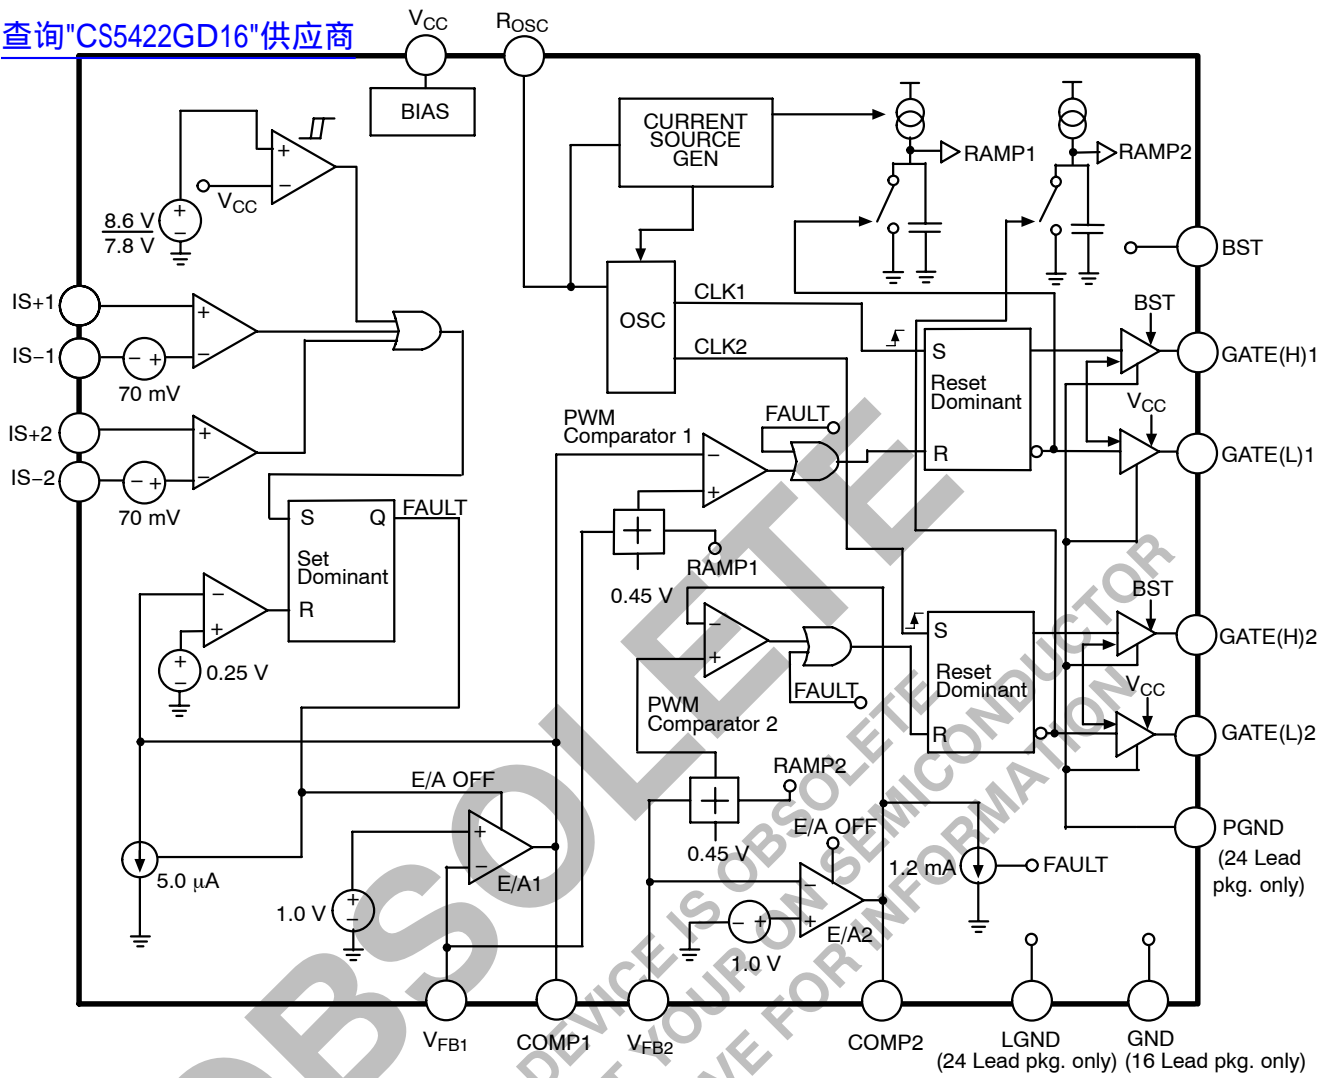 查询"CS5422GD16"供应商
VCC
ROSC
BIAS
CURRENT
SOURCE
GEN
RAMP1
RAMP2
+
−
VCC
8.6 V
7.8 V
+
−
BST
IS+1
IS−1
− +
70 mV
+
−
OSC
CLK1
CLK2
S
Reset
Dominant
R
BST
GATE(H)1
VCC
GATE(L)1
IS+2
IS−2
− +
70 mV
+
−
PWM
Comparator 1
FAULT
−
+
RAMP1
+
0.45 V
S Q
FAULT
Set
Dominant
R
−
+
+
−
0.25 V
−
+
PWM
Comparator 2
FAULT
S
Reset
Dominant
R
BST
GATE(H)2
VCC
GATE(L)2
RAMP2
+
0.45 V
E/A OFF
+
−
E/A1
5.0 μA
1.0 V
+
−
E/A OFF
−
+
E/A2
− +
1.0 V
1.2 mA
FAULT
PGND
(24 Lead
pkg. only)
VFB1
COMP1
VFB2
COMP2
LGND
(24 Lead pkg. only)
GND
(16 Lead pkg. only)
OBSOLETE
DEVICE IS OBSOLETE
YOUR ON SEMICONDUCTOR
FOR INFORMATION